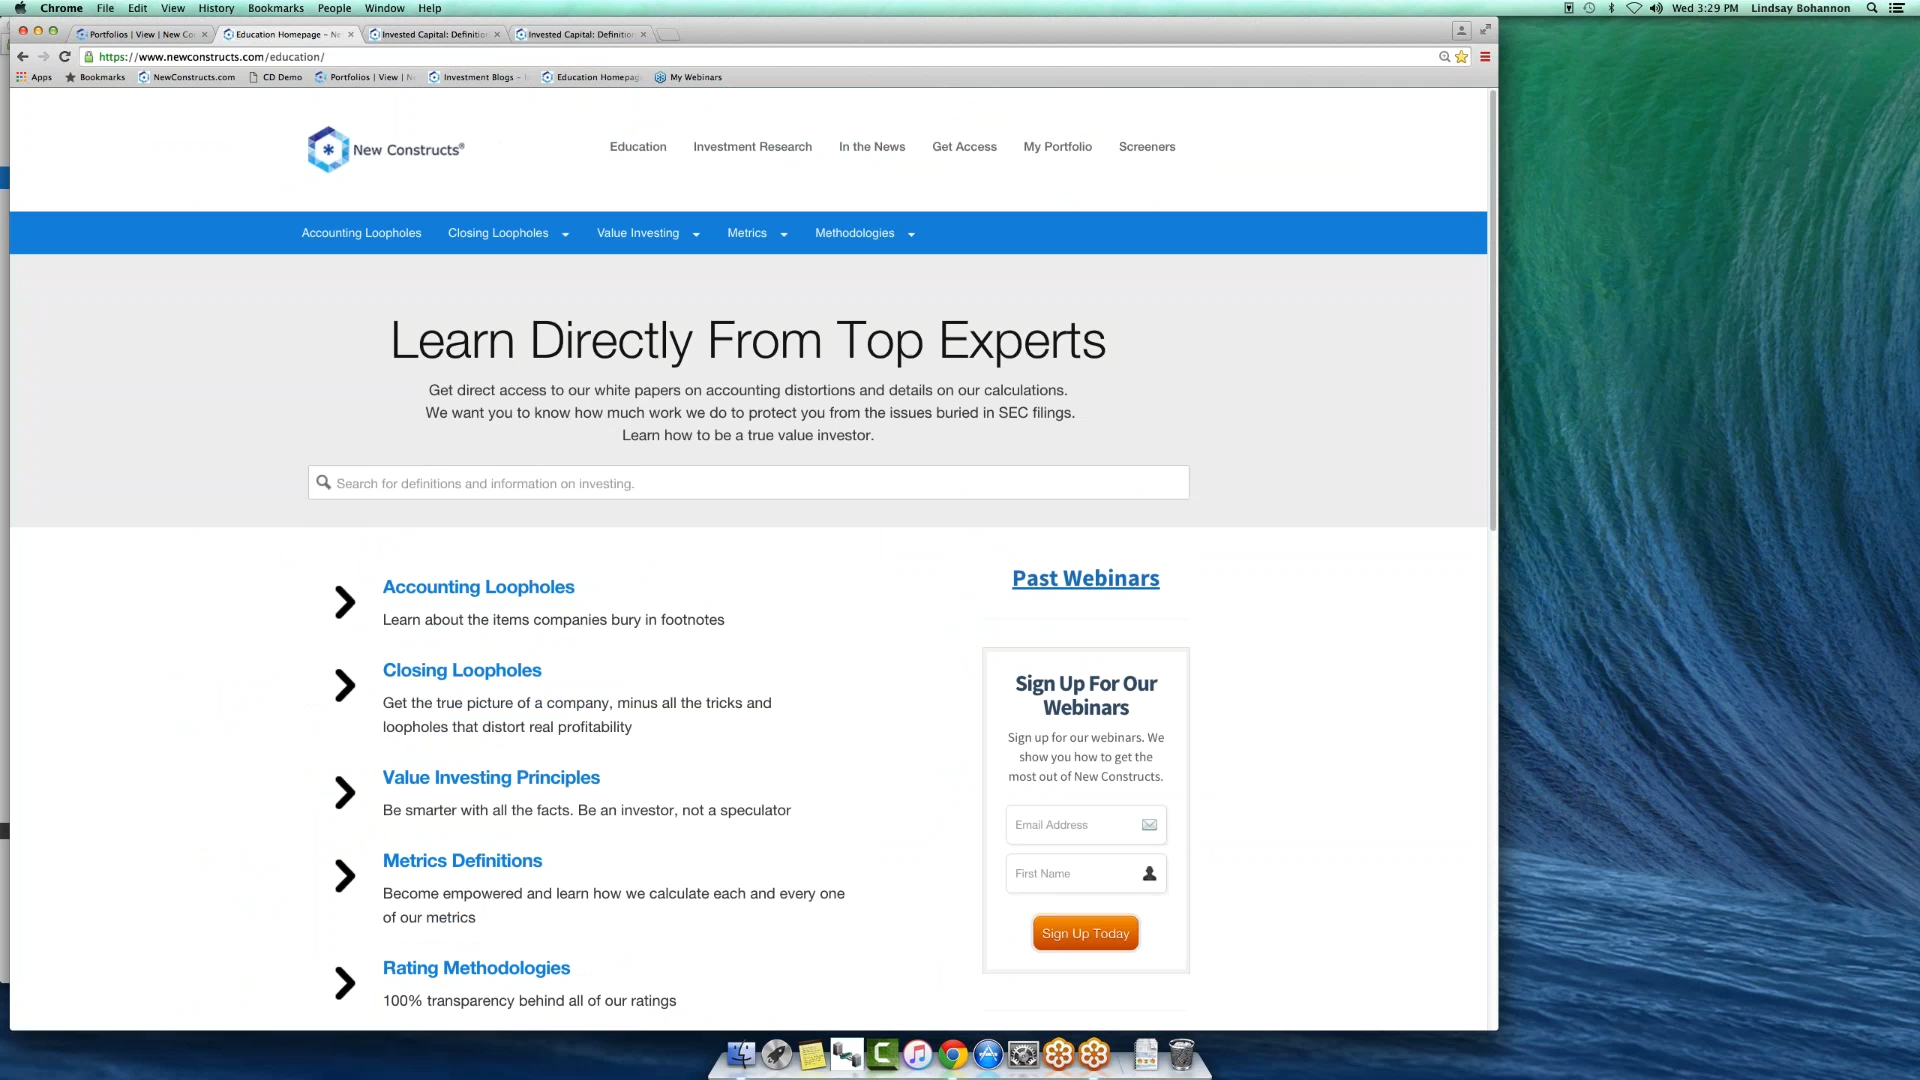 Chrome File Edit View History Bookmarks People Window Help
Wed 3:29 PM Lindsay Bohannon
Portfolios | View | New Co
Education Homepage – Ne
Invested Capital: Definition
Invested Capital: Definition
https://www.newconstructs.com/education/
Apps Bookmarks NewConstructs.com CD Demo Portfolios | View | N Investment Blogs – Education Homepag My Webinars
New Constructs®
Education Investment Research In the News Get Access My Portfolio Screeners
Accounting Loopholes Closing Loopholes Value Investing Metrics Methodologies
Learn Directly From Top Experts
Get direct access to our white papers on accounting distortions and details on our calculations.
We want you to know how much work we do to protect you from the issues buried in SEC filings.
Learn how to be a true value investor.
Search for definitions and information on investing.
Accounting Loopholes
Learn about the items companies bury in footnotes
Closing Loopholes
Get the true picture of a company, minus all the tricks and
loopholes that distort real profitability
Value Investing Principles
Be smarter with all the facts. Be an investor, not a speculator
Metrics Definitions
Become empowered and learn how we calculate each and every one
of our metrics
Rating Methodologies
100% transparency behind all of our ratings
Past Webinars
Sign Up For Our
Webinars
Sign up for our webinars. We
show you how to get the
most out of New Constructs.
Email Address
First Name
Sign Up Today